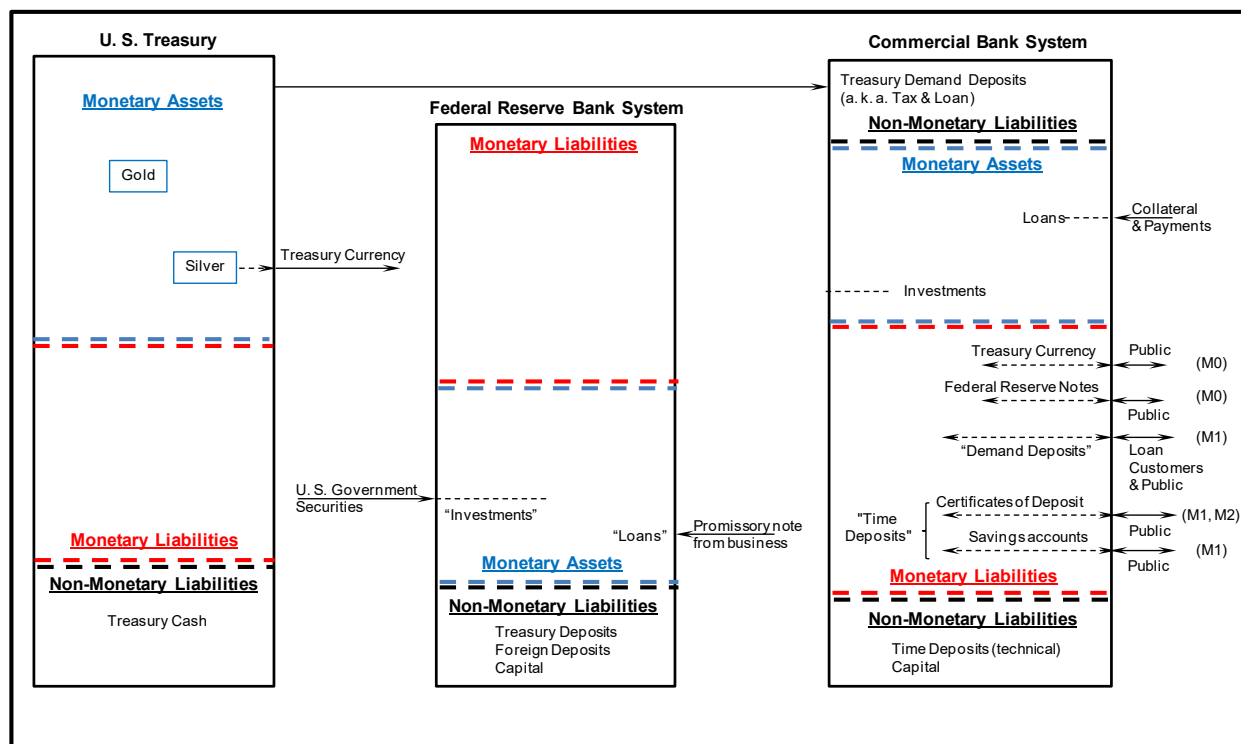 U. S. Treasury
Monetary Assets
Gold
Silver
Treasury Currency
Monetary Liabilities
Non-Monetary Liabilities
Treasury Cash
Federal Reserve Bank System
Monetary Liabilities
U. S. Government
Securities
“Investments”
“Loans”
Promissory note
from business
Monetary Assets
Non-Monetary Liabilities
Treasury Deposits
Foreign Deposits
Capital
Commercial Bank System
Treasury Demand Deposits
(a. k. a. Tax & Loan)
Non-Monetary Liabilities
Monetary Assets
Loans
Collateral
& Payments
Investments
Treasury Currency
Public
(M0)
Federal Reserve Notes
(M0)
Public
“Demand Deposits”
(M1)
Loan
Customers
& Public
"Time
Deposits"
Certificates of Deposit
(M1, M2)
Public
Savings accounts
(M1)
Public
Monetary Liabilities
Non-Monetary Liabilities
Time Deposits (technical)
Capital